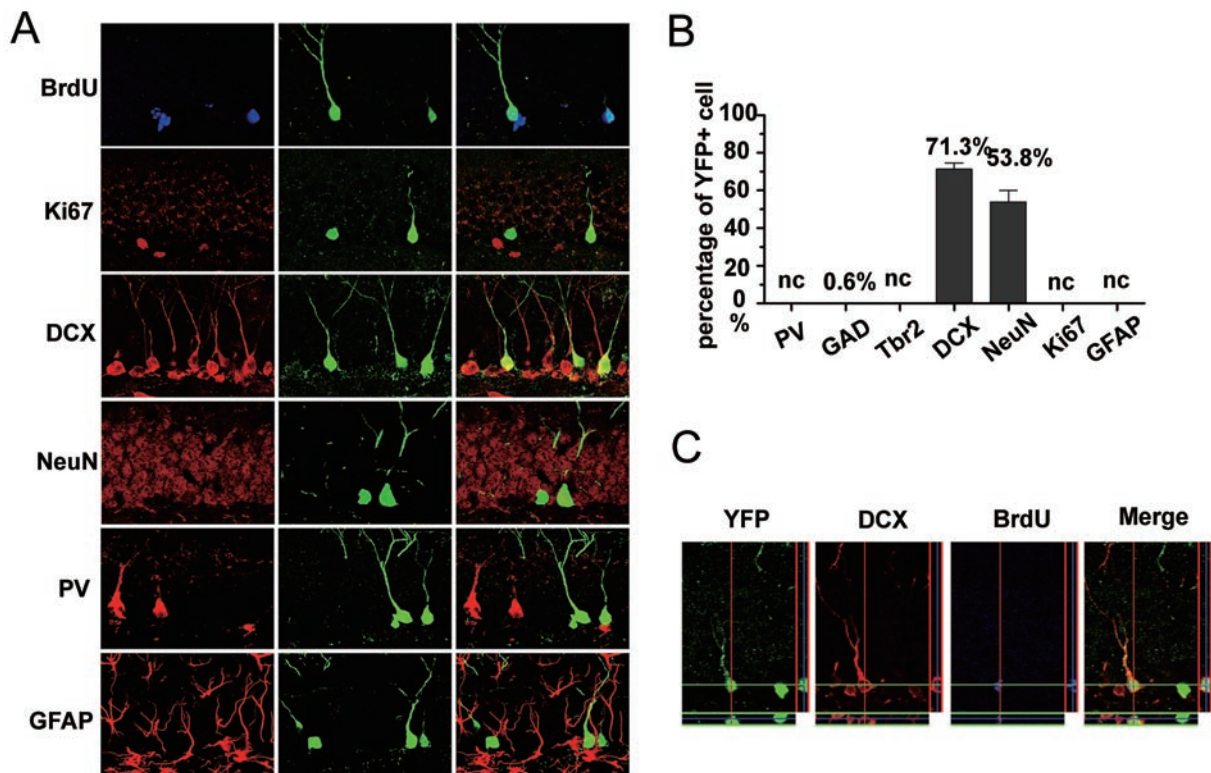 A
BrdU
Ki67
DCX
NeuN
PV
GFAP
B
percentage of YFP+ cell
100
80
60
40
20
0
%
nc
0.6%
nc
71.3%
53.8%
nc
nc
PV
GAD
Tbr2
DCX
NeuN
Ki67
GFAP
C
YFP
DCX
BrdU
Merge